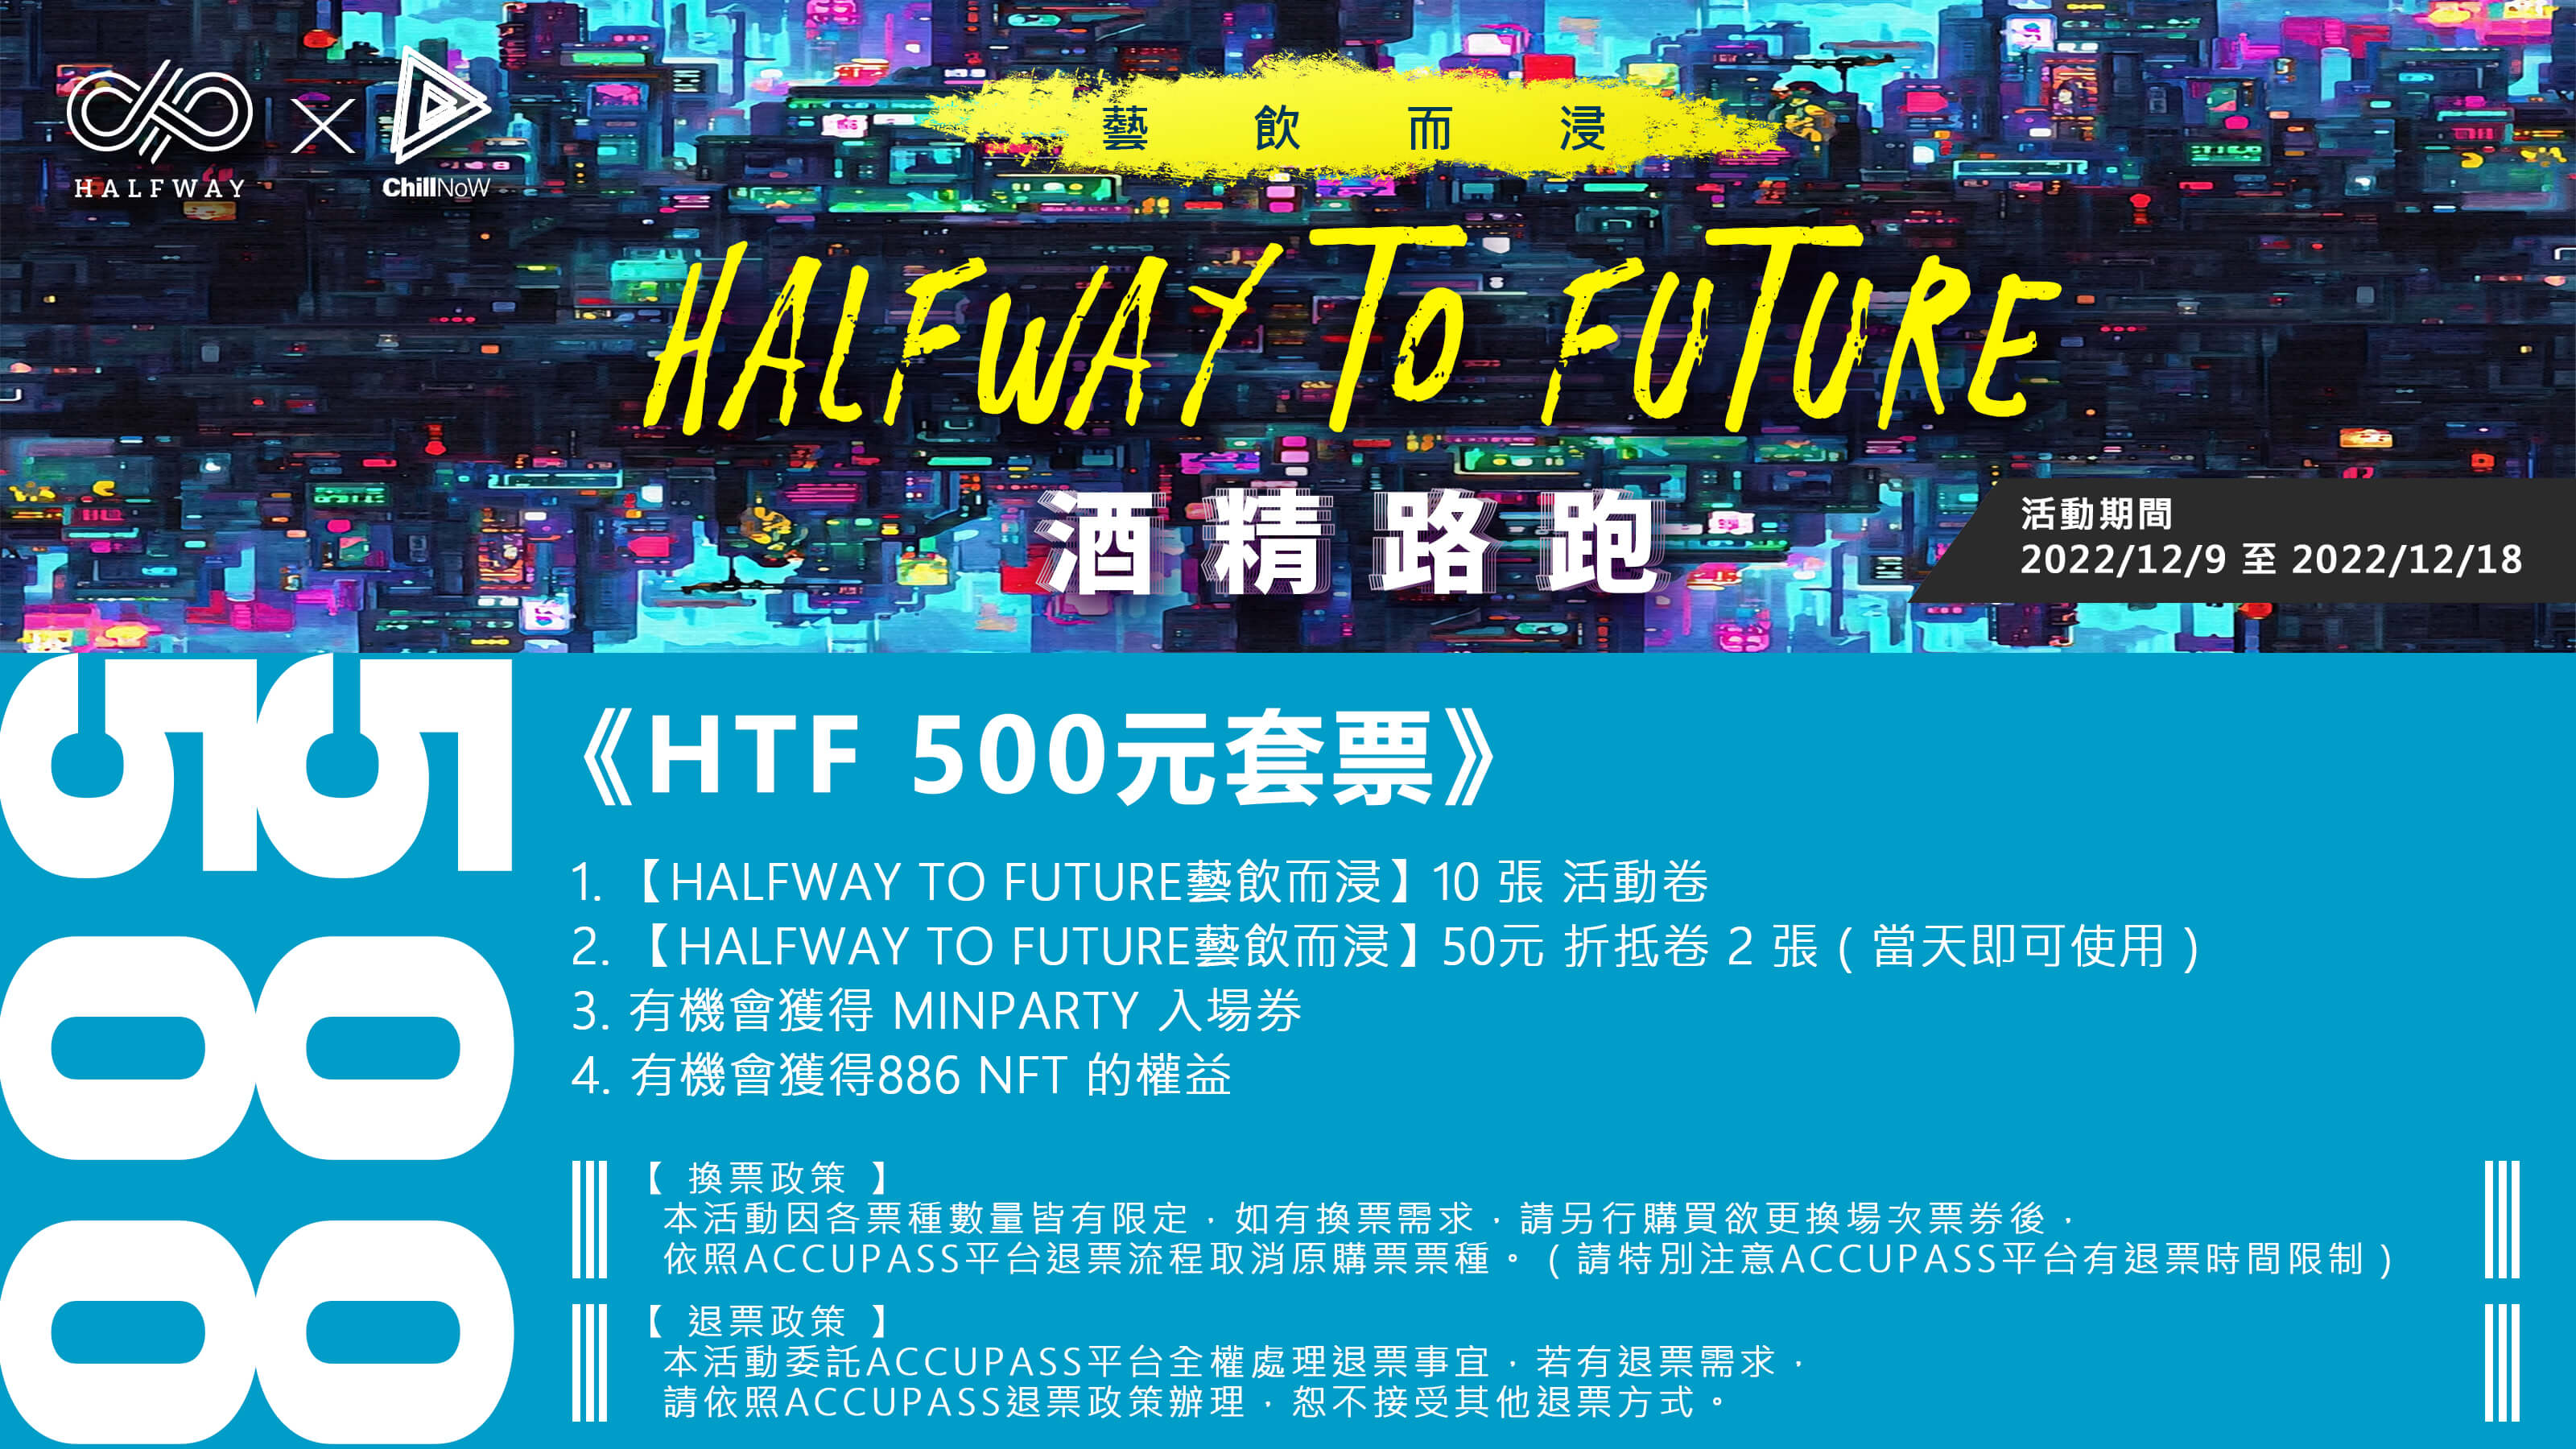 HALFWAY
ChillNoW
藝飲而浸
HALFWAY TO FUTURE
酒精路跑
活動期間
2022/12/9 至 2022/12/18
500
500
《HTF 500元套票》
1. 【HALFWAY TO FUTURE藝飲而浸】10 張 活動卷
2. 【HALFWAY TO FUTURE藝飲而浸】50元 折抵卷 2 張 ( 當天即可使用 )
3. 有機會獲得 MINPARTY 入場券
4. 有機會獲得886 NFT 的權益
【 換票政策 】
本活動因各票種數量皆有限定，如有換票需求，請另行購買欲更換場次票券後，
依照ACCUPASS平台退票流程取消原購票票種。( 請特別注意ACCUPASS平台有退票時間限制 )
【 退票政策 】
本活動委託ACCUPASS平台全權處理退票事宜，若有退票需求，
請依照ACCUPASS退票政策辦理，恕不接受其他退票方式。